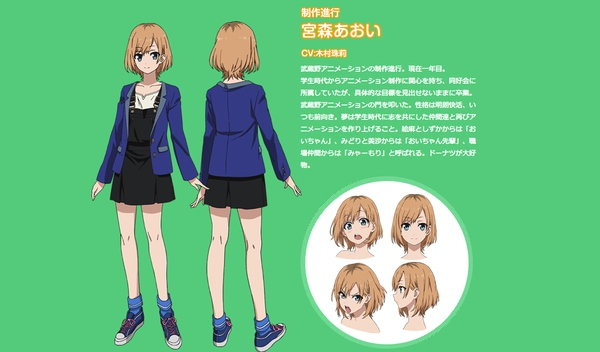 制作進行
宮森あおい
CV:木村珠莉
武蔵野アニメーションの制作進行。現在一年目。
学生時代からアニメーション制作に関心を持ち、同好会に
所属していたが、具体的な目標を見出せないままに卒業。
武蔵野アニメーションの門を叩いた。性格は明朗快活、い
つも前向き。夢は学生時代に志を共にした仲間達と再びア
ニメーションを作り上げること。絵麻としずかからは「お
いちゃん」、みどりと美沙からは「おいちゃん先輩」、職
場仲間からは「みゃーもり」と呼ばれる。ドーナツが大好
物。